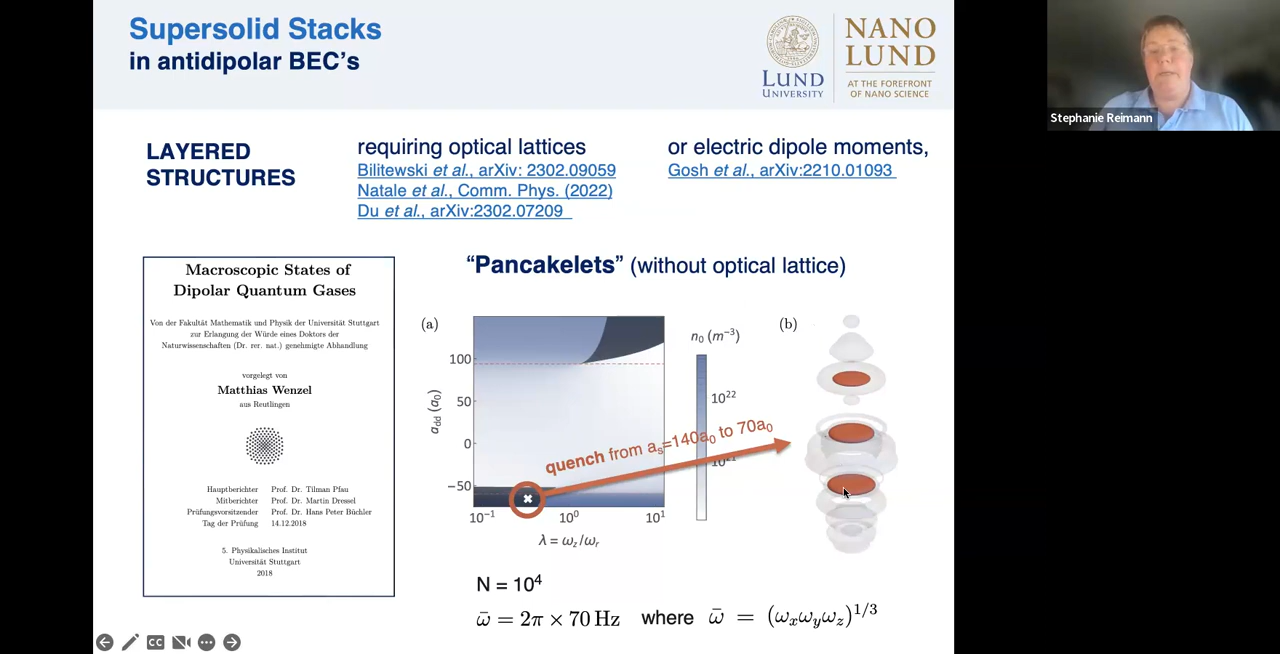 Supersolid Stacks
in antidipolar BEC's
LUND
UNIVERSITY
NANO
LUND
AT THE FOREFRONT
OF NANO SCIENCE
Stephanie Reimann
LAYERED
STRUCTURES
requiring optical lattices
Bilitewski et al., arXiv: 2302.09059
Natale et al., Comm. Phys. (2022)
Du et al., arXiv:2302.07209
or electric dipole moments,
Gosh et al., arXiv:2210.01093
Macroscopic States of
Dipolar Quantum Gases
Von der Fakultät Mathematik und Physik der Universität Stuttgart
zur Erlangung der Würde eines Doktors der
Naturwissenschaften (Dr. rer. nat.) genehmigte Abhandlung
vorgelegt von
Matthias Wenzel
aus Reutlingen
Hauptberichter Prof. Dr. Tilman Pfau
Mitberichter Prof. Dr. Martin Dressel
Prüfungsvorsitzender Prof. Dr. Hans Peter Büchler
Tag der Prüfung 14.12.2018
5. Physikalisches Institut
Universität Stuttgart
2018
“Pancakelets” (without optical lattice)
(a)
n₀ (m⁻³)
(b)
100
50
0
−50
a_dd (a₀)
10²²
10²¹
quench from aₛ=140a₀ to 70a₀
10⁻¹ 10⁰ 10¹
λ = ω_z/ω_r
N = 10⁴
ω̄ = 2π × 70 Hz where ω̄ = (ωₓω_yω_z)^{1/3}
CC